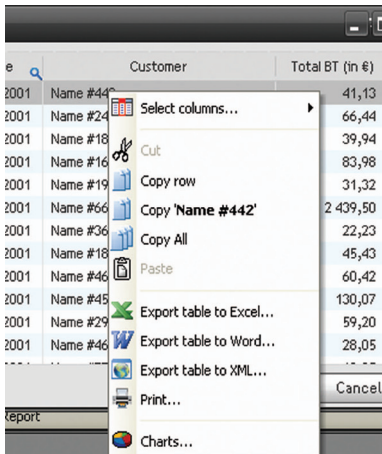 e Customer Total BT (in €)
2001 Name #442 41,13
2001 Name #24 66,44
2001 Name #18 39,94
2001 Name #16 83,98
2001 Name #19 31,32
2001 Name #66 2 439,50
2001 Name #36 22,23
2001 Name #18 45,43
2001 Name #46 60,42
2001 Name #45 130,07
2001 Name #29 59,20
2001 Name #46 28,05
Select columns...
Cut
Copy row
Copy 'Name #442'
Copy All
Paste
Export table to Excel...
Export table to Word...
Export table to XML...
Print...
Charts...
Cancel
Report